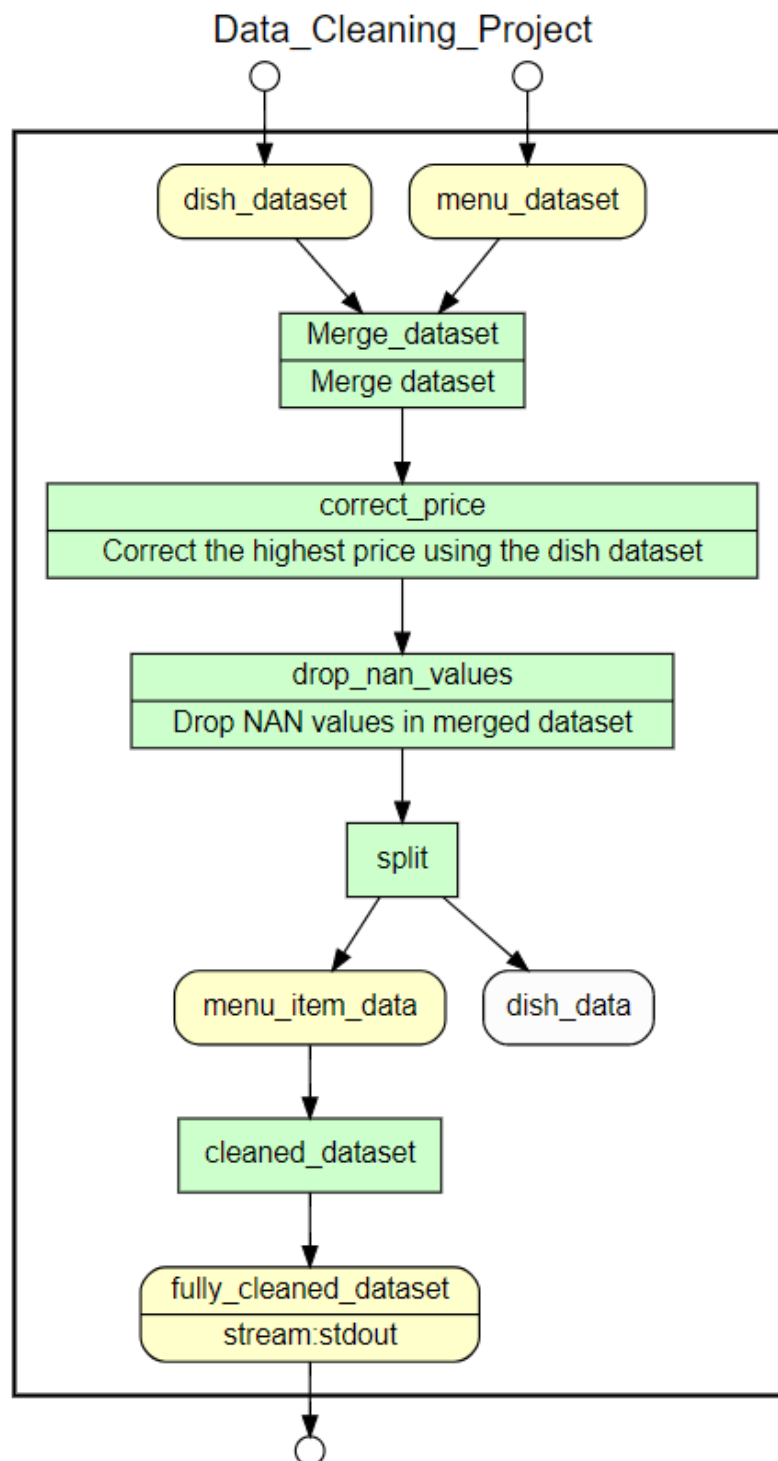 Data_Cleaning_Project
dish_dataset
menu_dataset
Merge_dataset
Merge dataset
correct_price
Correct the highest price using the dish dataset
drop_nan_values
Drop NAN values in merged dataset
split
menu_item_data
dish_data
cleaned_dataset
fully_cleaned_dataset
stream:stdout